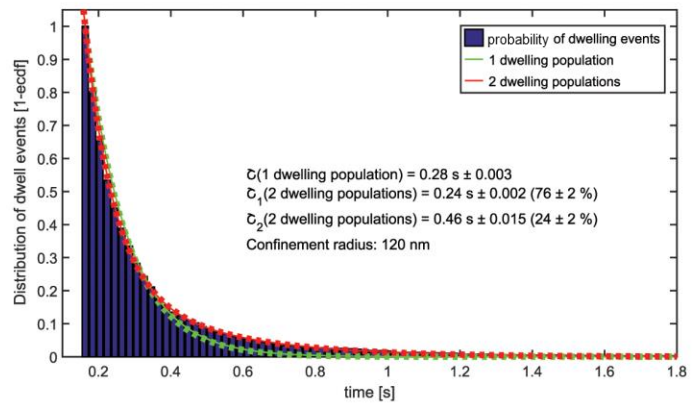 Distribution of dwell events [1-ecdf]
1
0.9
0.8
0.7
0.6
0.5
0.4
0.3
0.2
0.1
0
probability of dwelling events
1 dwelling population
2 dwelling populations
τ(1 dwelling population) = 0.28 s ± 0.003
τ1(2 dwelling populations) = 0.24 s ± 0.002 (76 ± 2 %)
τ2(2 dwelling populations) = 0.46 s ± 0.015 (24 ± 2 %)
Confinement radius: 120 nm
0.2 0.4 0.6 0.8 1 1.2 1.4 1.6 1.8
time [s]